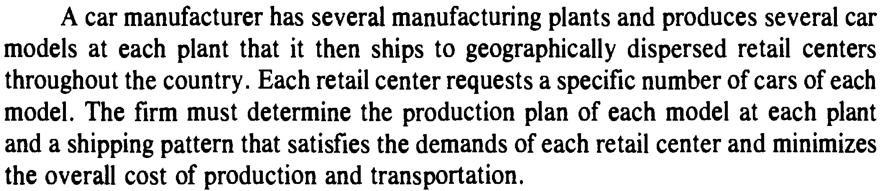 A car manufacturer has several manufacturing plants and produces several car
models at each plant that it then ships to geographically dispersed retail centers
throughout the country. Each retail center requests a specific number of cars of each
model. The firm must determine the production plan of each model at each plant
and a shipping pattern that satisfies the demands of each retail center and minimizes
the overall cost of production and transportation.